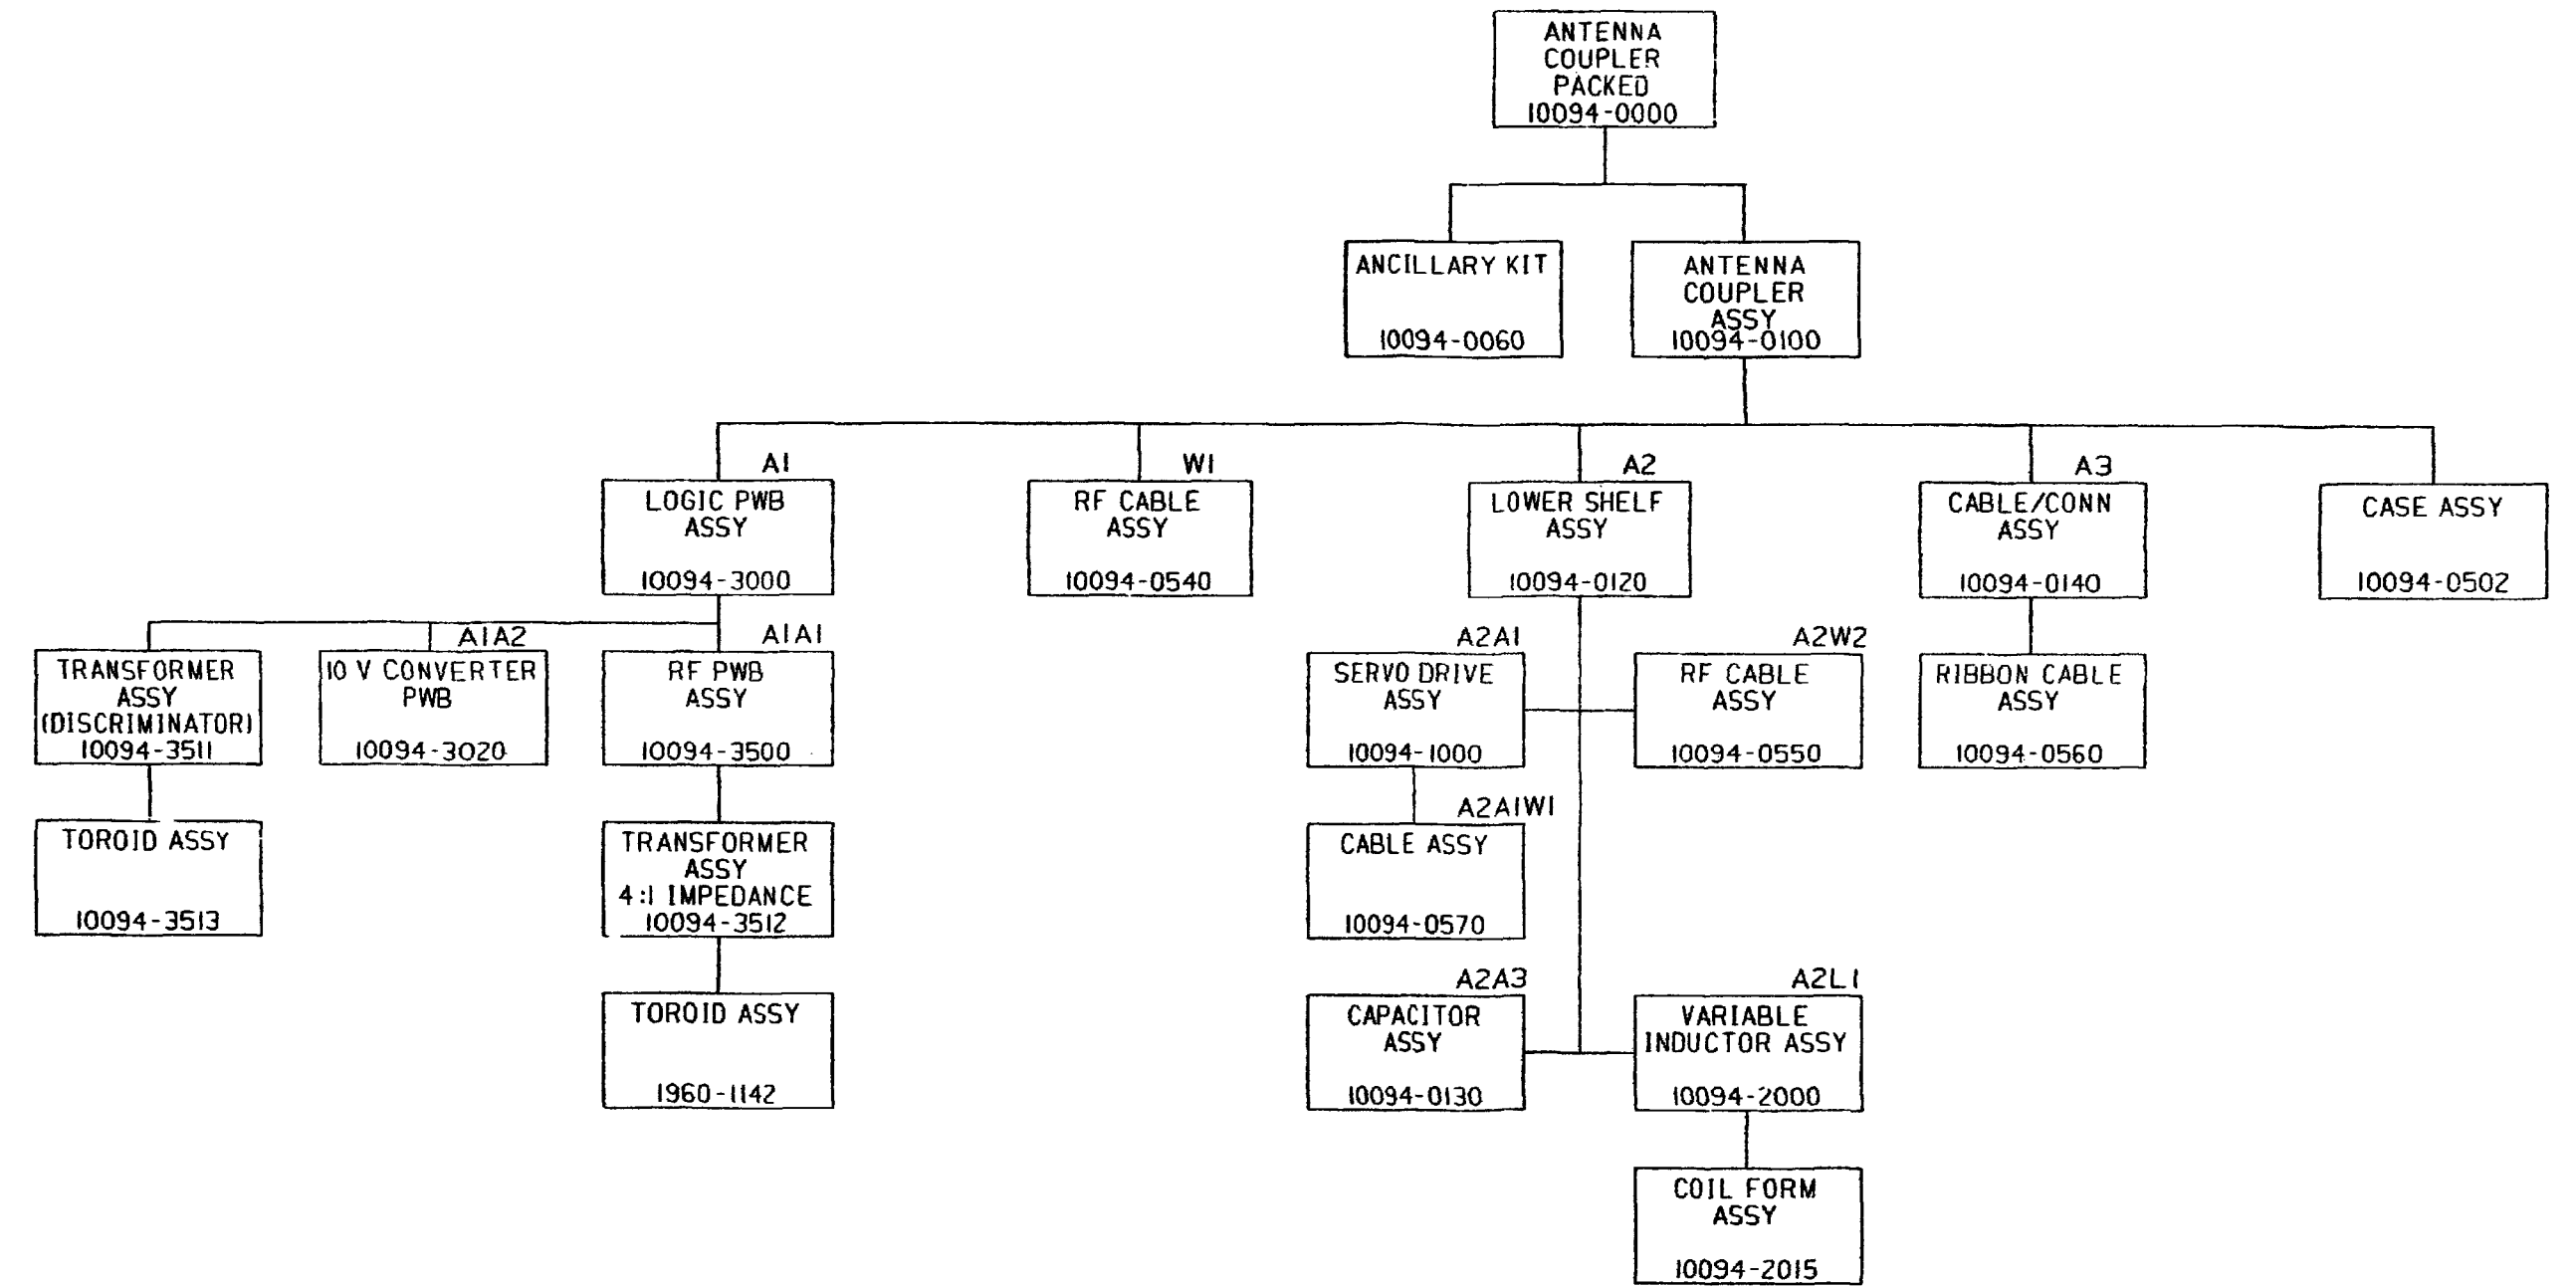 ANTENNA
COUPLER
PACKED
10094-0000
ANCILLARY KIT
10094-0060
ANTENNA
COUPLER
ASSY
10094-0100
A1
LOGIC PWB
ASSY
10094-3000
W1
RF CABLE
ASSY
10094-0540
A2
LOWER SHELF
ASSY
10094-0120
A3
CABLE/CONN
ASSY
10094-0140
CASE ASSY
10094-0502
TRANSFORMER
ASSY
(DISCRIMINATOR)
10094-3511
A1A2
10 V CONVERTER
PWB
10094-3020
A1A1
RF PWB
ASSY
10094-3500
A2A1
SERVO DRIVE
ASSY
10094-1000
A2W2
RF CABLE
ASSY
10094-0550
RIBBON CABLE
ASSY
10094-0560
TOROID ASSY
10094-3513
TRANSFORMER
ASSY
4:1 IMPEDANCE
10094-3512
A2A1W1
CABLE ASSY
10094-0570
TOROID ASSY
1960-1142
A2A3
CAPACITOR
ASSY
10094-0130
A2L1
VARIABLE
INDUCTOR ASSY
10094-2000
COIL FORM
ASSY
10094-2015